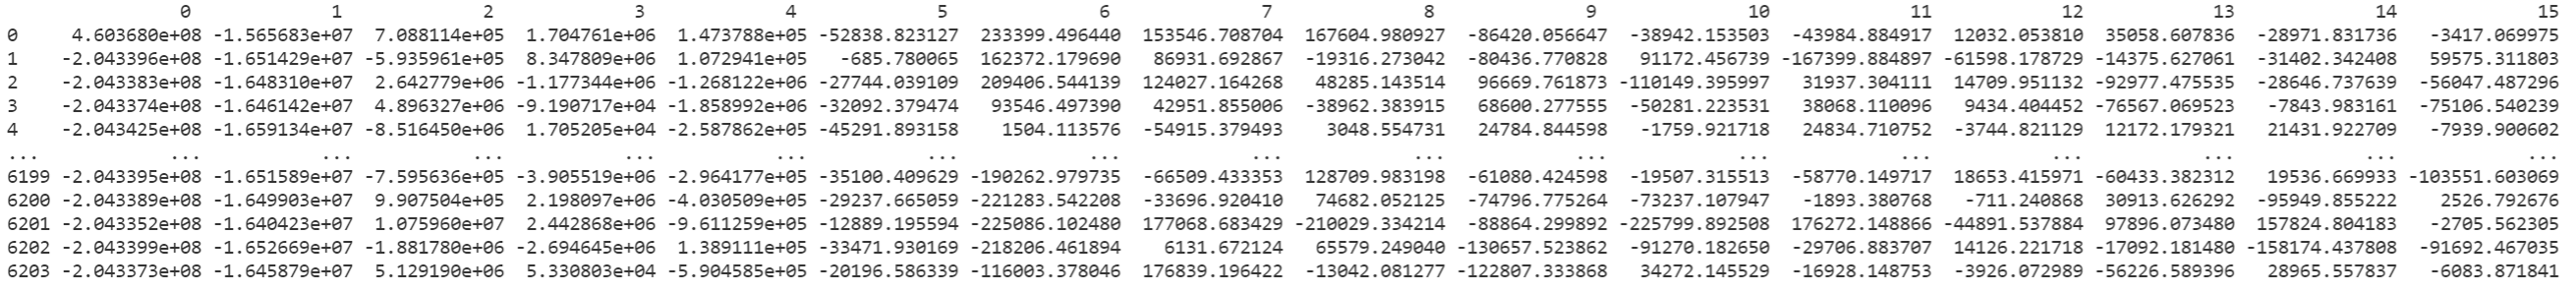 0 1 2 3 4 5 6 7 8 9 10 11 12 13 14 15
0 4.603680e+08 -1.565683e+07 7.088114e+05 1.704761e+06 1.473788e+05 -52838.823127 233399.496440 153546.708704 167604.980927 -86420.056647 -38942.153503 -43984.884917 12032.053810 35058.607836 -28971.831736 -3417.069975
1 -2.043396e+08 -1.651429e+07 -5.935961e+05 8.347809e+06 1.072941e+05 -685.780065 162372.179690 86931.692867 -19316.273042 -80436.770828 91172.456739 -167399.884897 -61598.178729 -14375.627061 -31402.342408 59575.311803
2 -2.043383e+08 -1.648310e+07 2.642779e+06 -1.177344e+06 -1.268122e+06 -27744.044110 209406.544139 124027.164268 48285.143514 96669.761873 -110149.395997 31937.304111 14709.951132 -92977.475535 -28646.737639 -56047.487296
3 -2.043374e+08 -1.646142e+07 4.896327e+06 -9.190717e+04 -1.858992e+06 -32092.379474 93546.497390 42951.855006 -38962.383915 68600.277555 -50281.223531 38068.110096 9434.404452 -76567.069523 -7843.983161 -75106.540239
4 -2.043425e+08 -1.659134e+07 -8.516450e+06 1.705205e+04 -2.587862e+05 -45291.893158 1504.113576 -54915.379493 3048.554731 24784.844598 -1759.921718 24834.710752 -3744.821129 12172.179321 21431.922709 -7939.900602
... ... ... ... ... ... ... ... ... ... ... ... ... ... ... ... ...
6199 -2.043395e+08 -1.651589e+07 -7.595636e+05 -3.905519e+06 -2.964177e+05 -35100.409629 -190262.979735 -66509.433353 128709.983198 -61080.424598 -19507.315513 -58770.149717 18653.415971 -60433.382312 19536.669933 -103551.603069
6200 -2.043389e+08 -1.649903e+07 9.907504e+05 2.198097e+06 -4.030509e+05 -29237.665059 -221283.542208 -33696.920410 74682.052125 -74796.775264 -73237.107947 -1893.380768 -711.240868 30913.626292 -95949.855222 2526.792676
6201 -2.043352e+08 -1.640423e+07 1.075960e+07 2.442868e+06 -9.611259e+05 -12889.195594 -225086.102480 177068.683429 -210029.334214 -88864.299892 -225799.892508 176272.148866 -44891.537884 97896.073480 157824.804183 -2705.562305
6202 -2.043399e+08 -1.652669e+07 -1.881780e+06 -2.694645e+06 1.389111e+05 -33471.930169 -218206.461894 6131.672124 65579.249040 -130657.523862 -91270.182650 -29706.883707 14126.221718 -17092.181480 -158174.437808 -91692.467035
6203 -2.043373e+08 -1.645879e+07 5.129190e+06 5.330803e+04 -5.904585e+05 -20196.586339 -116003.378046 176839.196422 -13042.081277 -122807.333868 34272.145529 -16928.148753 -3926.072989 -56226.589396 28965.557837 -6083.871841